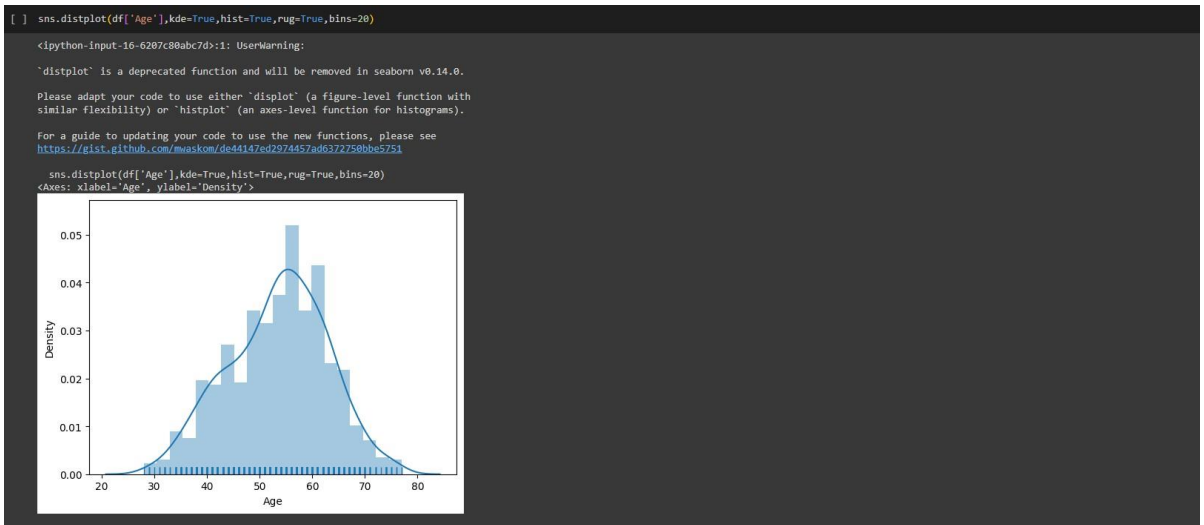 [ ] sns.distplot(df['Age'],kde=True,hist=True,rug=True,bins=20)
<ipython-input-16-6207c80abc7d>:1: UserWarning:
`distplot` is a deprecated function and will be removed in seaborn v0.14.0.
Please adapt your code to use either `displot` (a figure-level function with
similar flexibility) or `histplot` (an axes-level function for histograms).
For a guide to updating your code to use the new functions, please see
https://gist.github.com/mwaskom/de44147ed2974457ad6372750bbe5751
sns.distplot(df['Age'],kde=True,hist=True,rug=True,bins=20)
<Axes: xlabel='Age', ylabel='Density'>
0.05
0.04
0.03
0.02
0.01
0.00
Density
20 30 40 50 60 70 80
Age